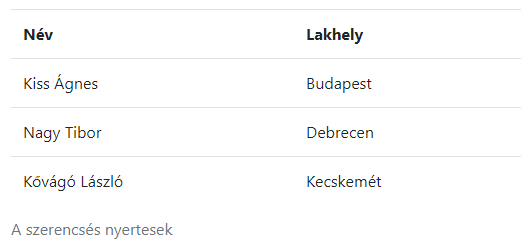 Név Lakhely
Kiss Ágnes Budapest
Nagy Tibor Debrecen
Kővágó László Kecskemét
A szerencsés nyertesek